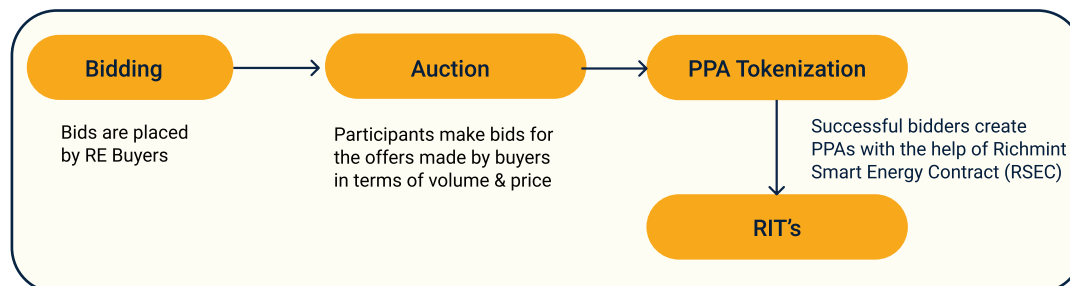 Bidding
Auction
PPA Tokenization
Bids are placed
by RE Buyers
Participants make bids for
the offers made by buyers
in terms of volume & price
Successful bidders create
PPAs with the help of Richmint
Smart Energy Contract (RSEC)
RIT’s